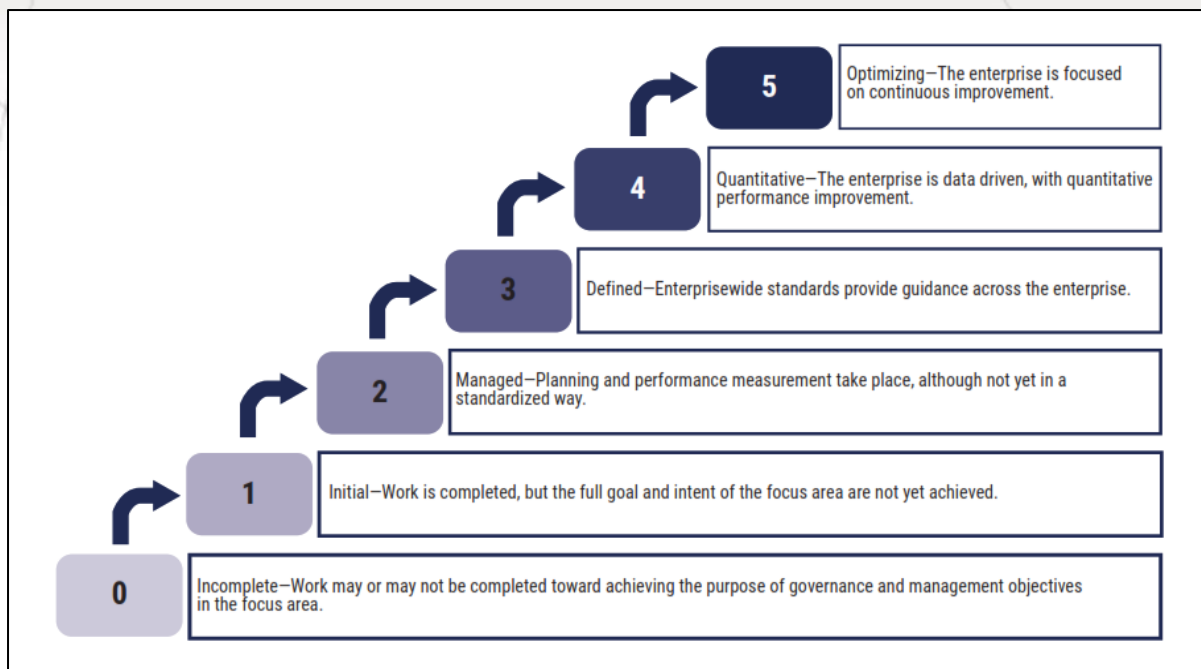 5
Optimizing—The enterprise is focused
on continuous improvement.
4
Quantitative—The enterprise is data driven, with quantitative
performance improvement.
3
Defined—Enterprisewide standards provide guidance across the enterprise.
2
Managed—Planning and performance measurement take place, although not yet in a
standardized way.
1
Initial—Work is completed, but the full goal and intent of the focus area are not yet achieved.
0
Incomplete—Work may or may not be completed toward achieving the purpose of governance and management objectives
in the focus area.